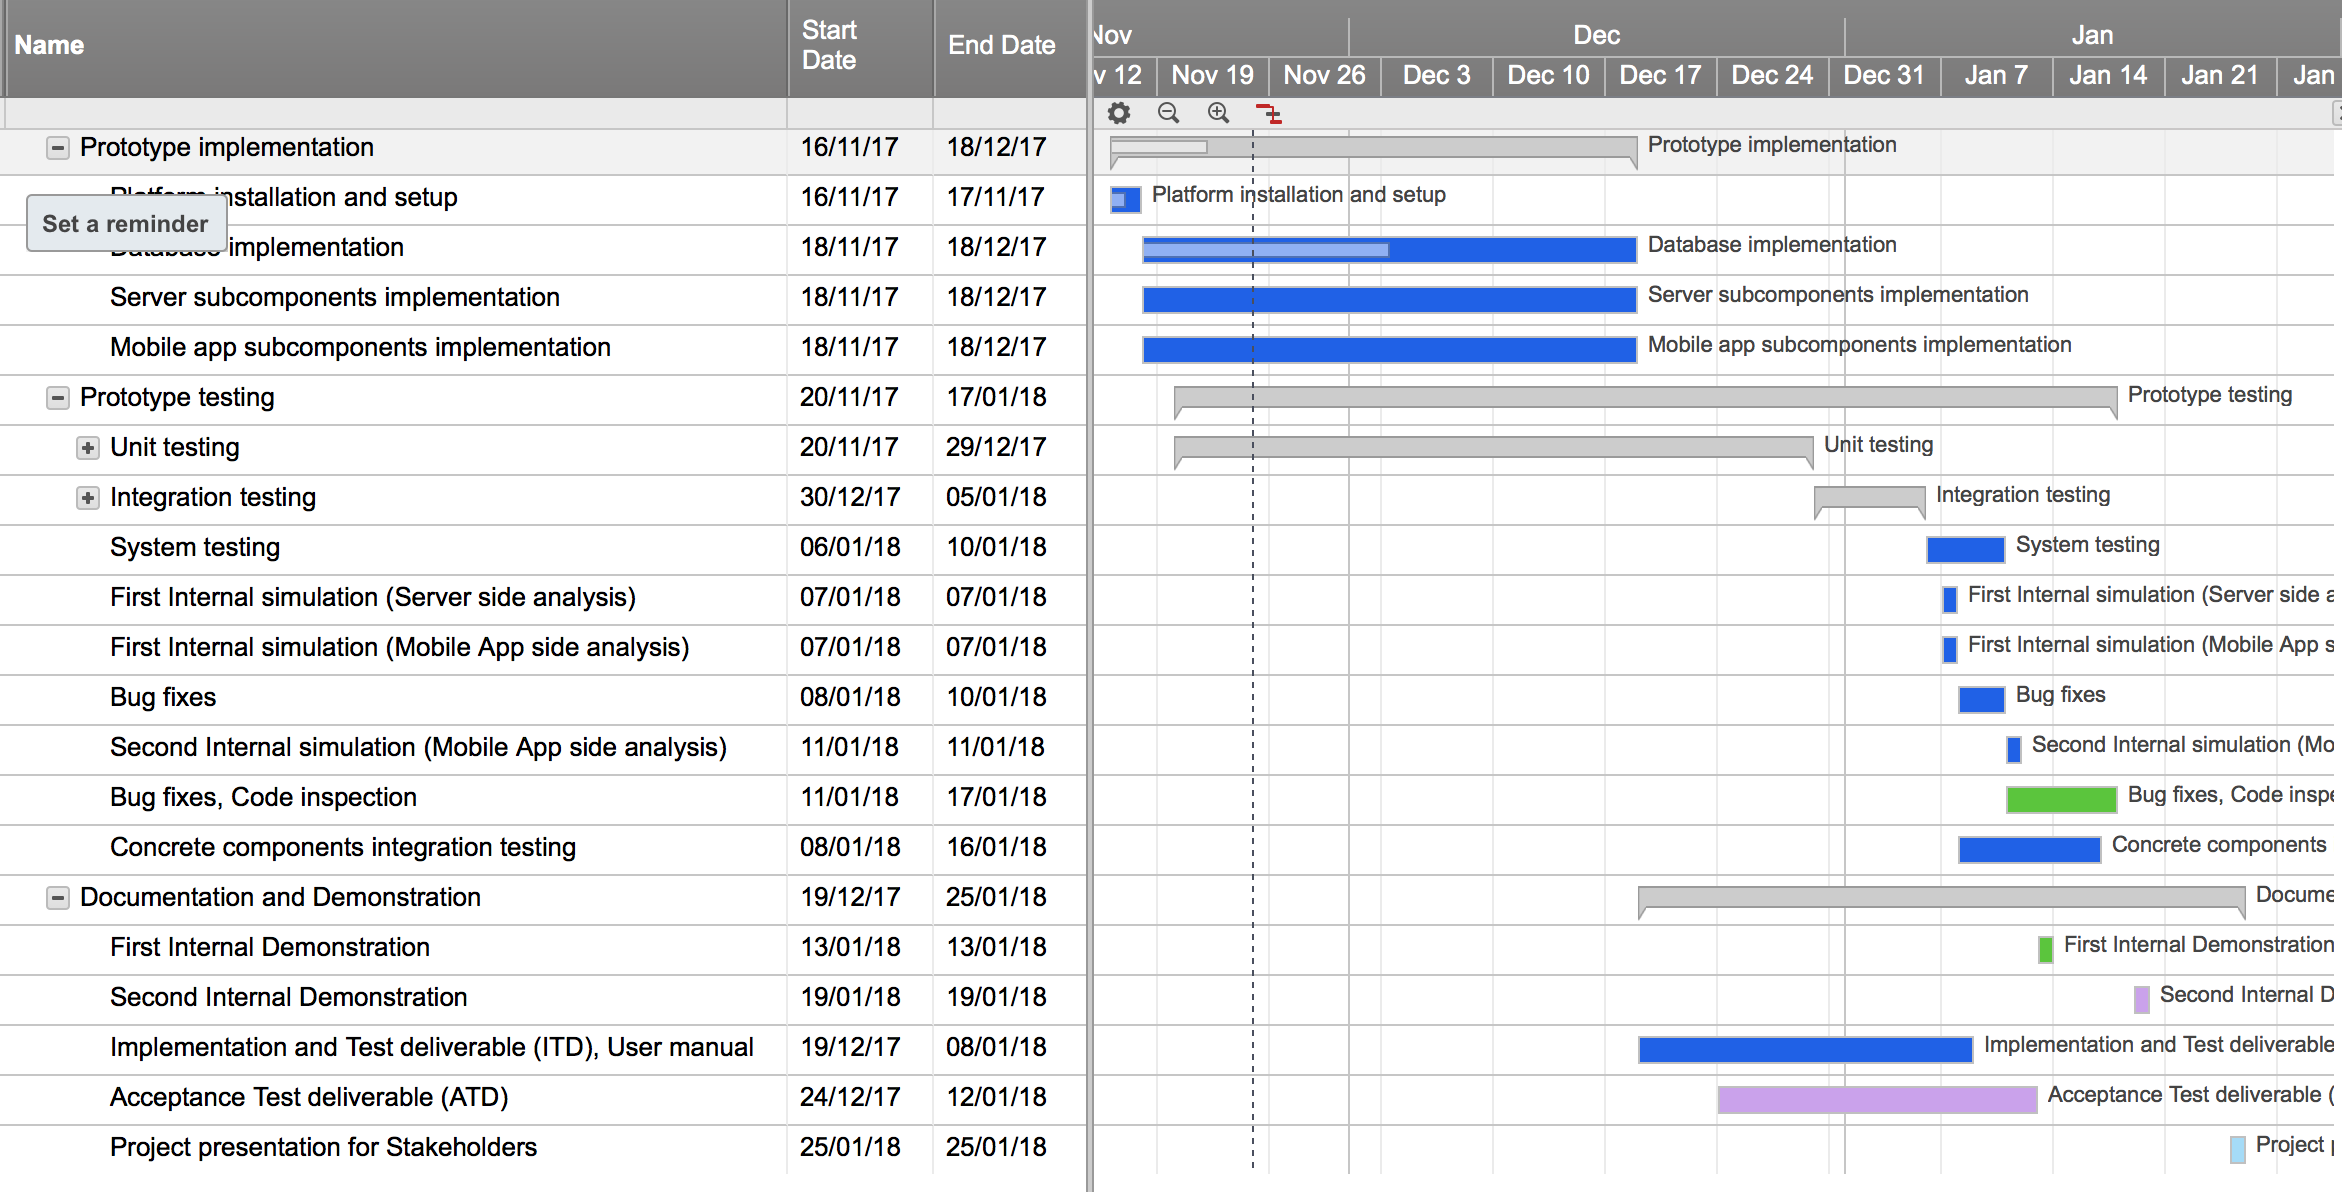 Name
Start Date
End Date
Nov
Dec
Jan
v 12
Nov 19
Nov 26
Dec 3
Dec 10
Dec 17
Dec 24
Dec 31
Jan 7
Jan 14
Jan 21
Jan
Prototype implementation 16/11/17 18/12/17 Prototype implementation
Platform installation and setup 16/11/17 17/11/17 Platform installation and setup
Set a reminder
Database implementation 18/11/17 18/12/17 Database implementation
Server subcomponents implementation 18/11/17 18/12/17 Server subcomponents implementation
Mobile app subcomponents implementation 18/11/17 18/12/17 Mobile app subcomponents implementation
Prototype testing 20/11/17 17/01/18 Prototype testing
Unit testing 20/11/17 29/12/17 Unit testing
Integration testing 30/12/17 05/01/18 Integration testing
System testing 06/01/18 10/01/18 System testing
First Internal simulation (Server side analysis) 07/01/18 07/01/18 First Internal simulation (Server side a
First Internal simulation (Mobile App side analysis) 07/01/18 07/01/18 First Internal simulation (Mobile App s
Bug fixes 08/01/18 10/01/18 Bug fixes
Second Internal simulation (Mobile App side analysis) 11/01/18 11/01/18 Second Internal simulation (Mo
Bug fixes, Code inspection 11/01/18 17/01/18 Bug fixes, Code inspe
Concrete components integration testing 08/01/18 16/01/18 Concrete components
Documentation and Demonstration 19/12/17 25/01/18 Docume
First Internal Demonstration 13/01/18 13/01/18 First Internal Demonstration
Second Internal Demonstration 19/01/18 19/01/18 Second Internal D
Implementation and Test deliverable (ITD), User manual 19/12/17 08/01/18 Implementation and Test deliverable
Acceptance Test deliverable (ATD) 24/12/17 12/01/18 Acceptance Test deliverable (
Project presentation for Stakeholders 25/01/18 25/01/18 Project